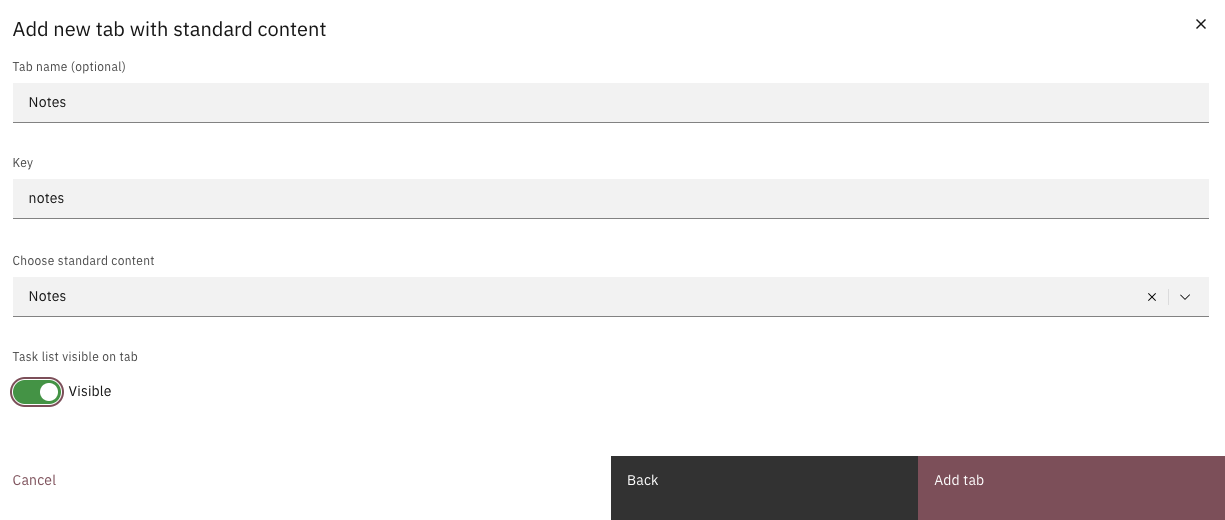 Add new tab with standard content
Tab name (optional)
Notes
Key
notes
Choose standard content
Notes
Task list visible on tab
Visible
Cancel
Back
Add tab